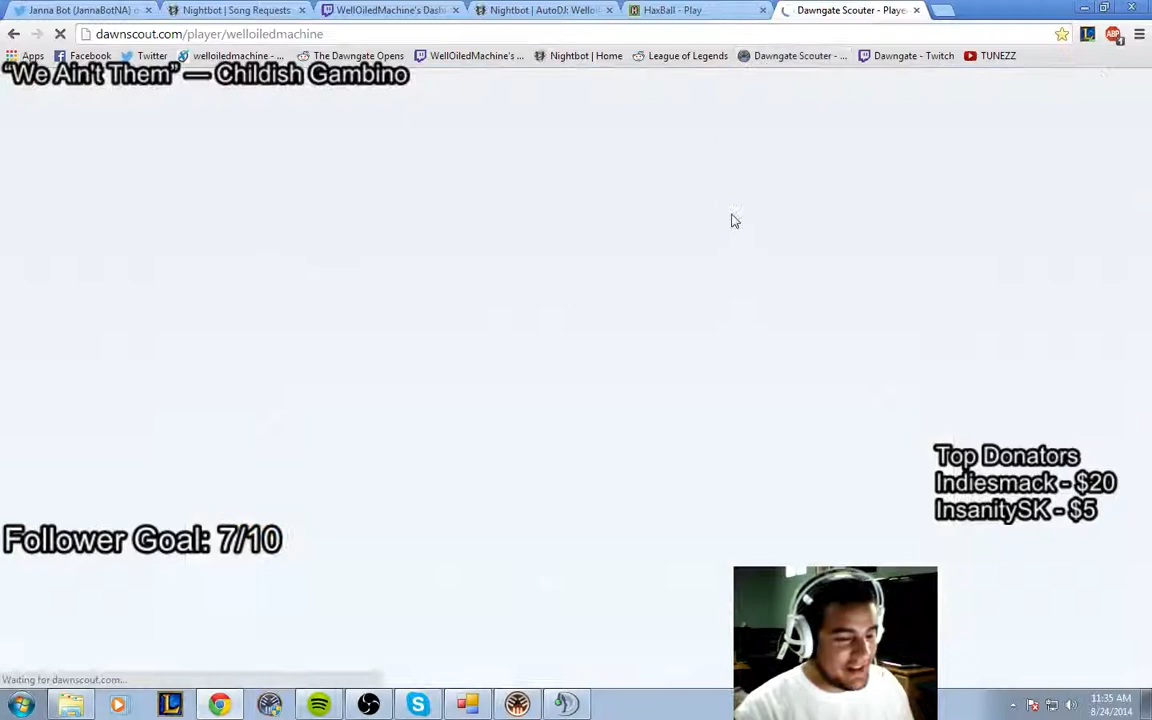 Janna Bot (JannaBotNA) o
Nightbot | Song Requests
WellOiledMachine's Dash
Nightbot | AutoDJ: Wello
HaxBall - Play
Dawngate Scouter - Playe
dawnscout.com/player/welloiledmachine
Apps
Facebook
Twitter
welloiledmachine - ...
The Dawngate Opens
WellOiledMachine's...
Nightbot | Home
League of Legends
Dawngate Scouter - ...
Dawngate - Twitch
TUNEZZ
ABP
“We Ain't Them” — Childish Gambino
Top Donators
Indiesmack - $20
InsanitySK - $5
Follower Goal: 7/10
Waiting for dawnscout.com...
11:35 AM
8/24/2014